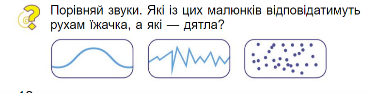 Порівняй звуки. Які із цих малюнків відповідатимуть
рухам їжачка, а які — дятла?